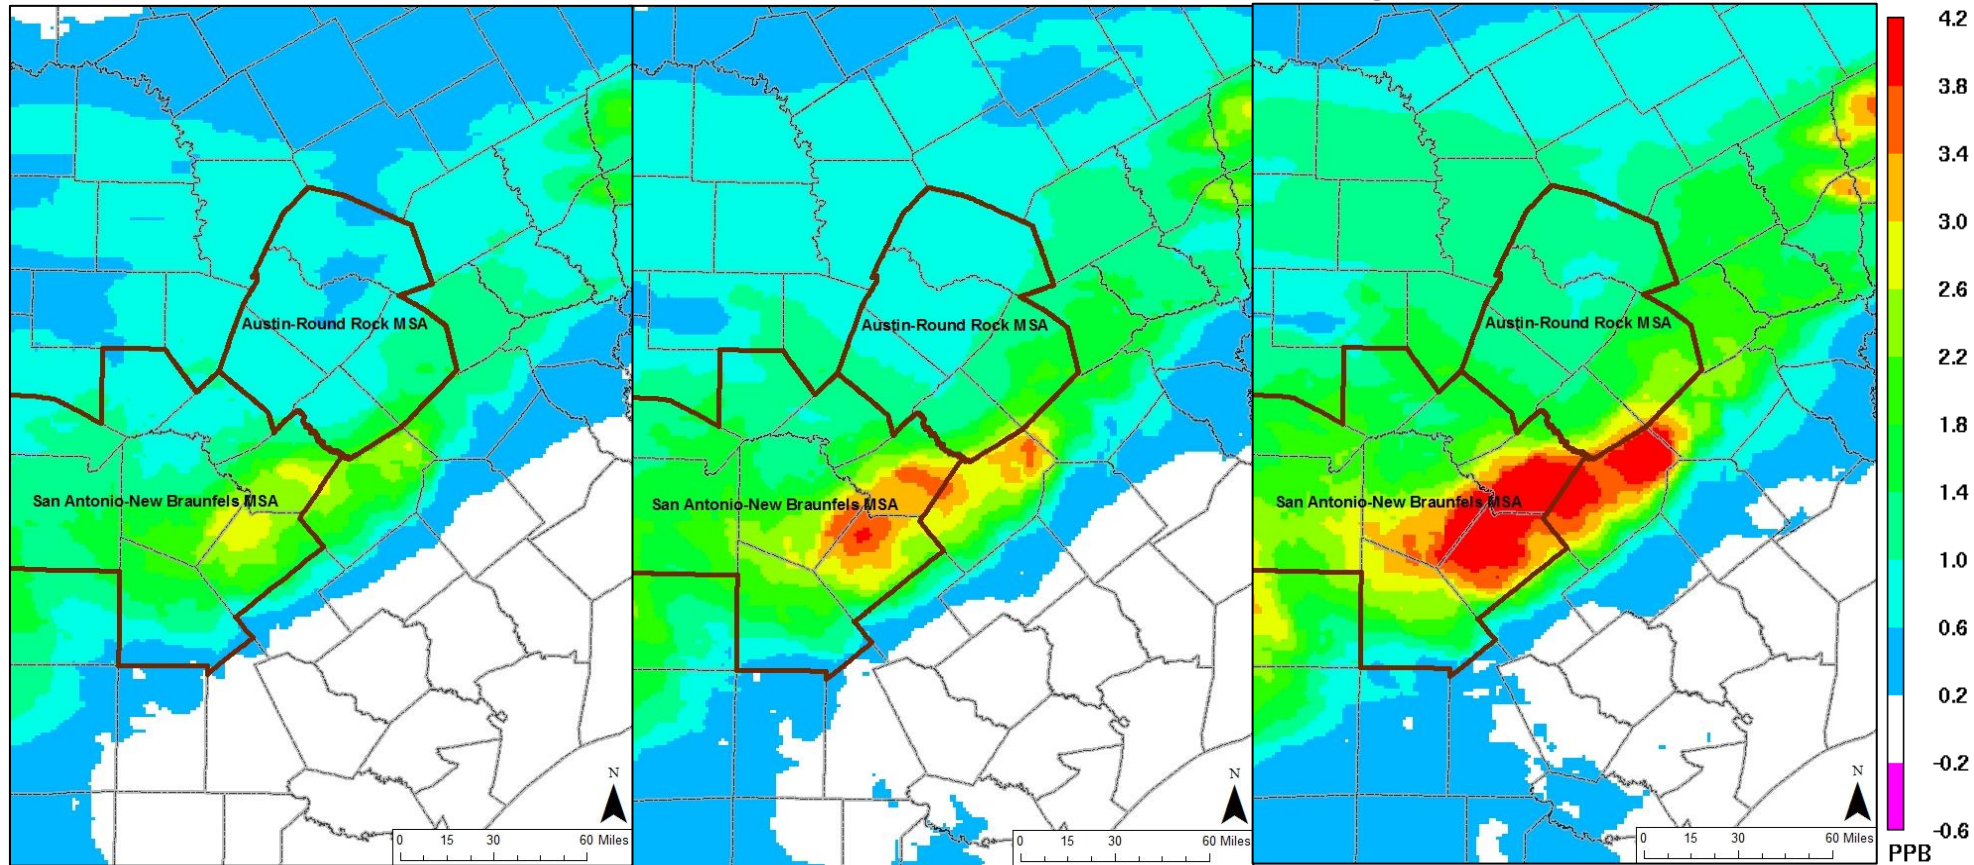 Austin-Round Rock MSA
San Antonio-New Braunfels MSA
N
0 15 30 60 Miles
Austin-Round Rock MSA
San Antonio-New Braunfels MSA
N
0 15 30 60 Miles
Austin-Round Rock MSA
San Antonio-New Braunfels MSA
N
0 15 30 60 Miles
4.2
3.8
3.4
3.0
2.6
2.2
1.8
1.4
1.0
0.6
0.2
-0.2
-0.6
PPB